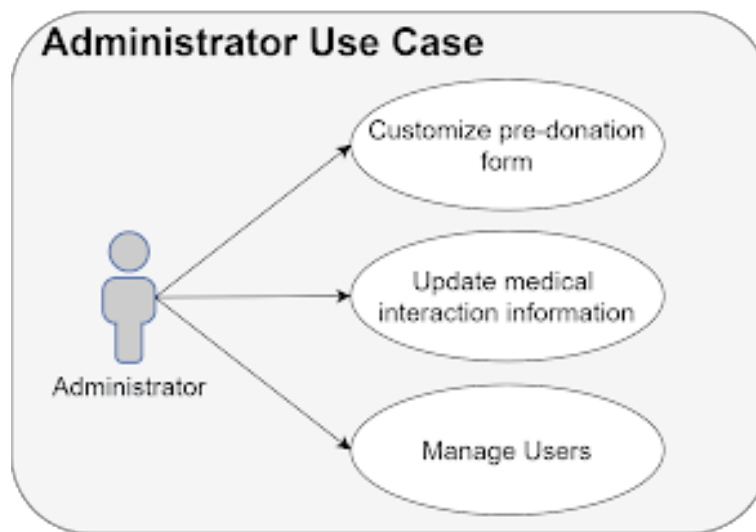 Administrator Use Case
Customize pre-donation
form
Update medical
interaction information
Administrator
Manage Users